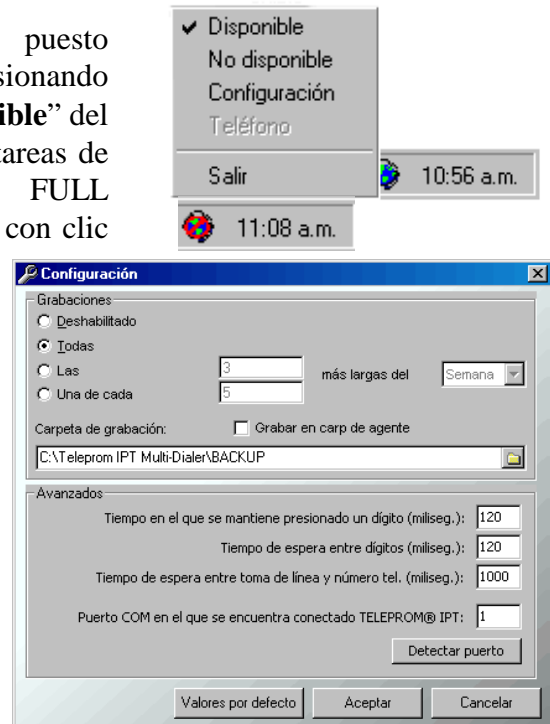 puesto
sionando
ible” del
tareas de
FULL
con clic
Disponible
No disponible
Configuración
Teléfono
Salir
10:56 a.m.
11:08 a.m.
Configuración
Grabaciones
Deshabilitado
Todas
Las 3 más largas del Semana
Una de cada 5
Carpeta de grabación: Grabar en carp de agente
C:\Teleprom IPT Multi-Dialer\BACKUP
Avanzados
Tiempo en el que se mantiene presionado un dígito (miliseg.): 120
Tiempo de espera entre dígitos (miliseg.): 120
Tiempo de espera entre toma de línea y número tel. (miliseg.): 1000
Puerto COM en el que se encuentra conectado TELEPROM® IPT: 1
Detectar puerto
Valores por defecto Aceptar Cancelar